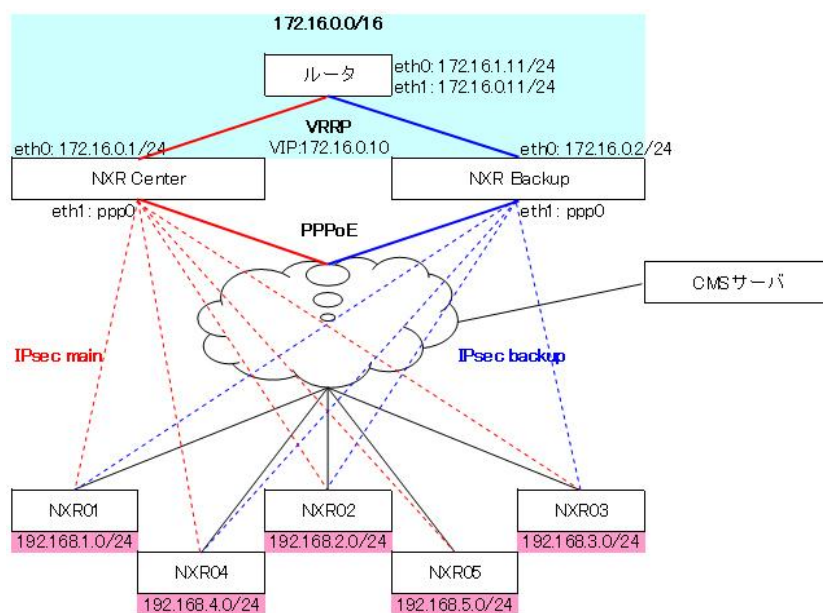 172.16.0.0/16
ルータ
eth0: 172.16.1.11/24
eth1: 172.16.0.11/24
VRRP
VIP:172.16.0.10
eth0: 172.16.0.1/24
eth0: 172.16.0.2/24
NXR Center
NXR Backup
eth1: ppp0
eth1: ppp0
PPPoE
CMSサーバ
IPsec main
IPsec backup
NXR01
NXR02
NXR03
192.168.1.0/24
192.168.2.0/24
192.168.3.0/24
NXR04
NXR05
192.168.4.0/24
192.168.5.0/24